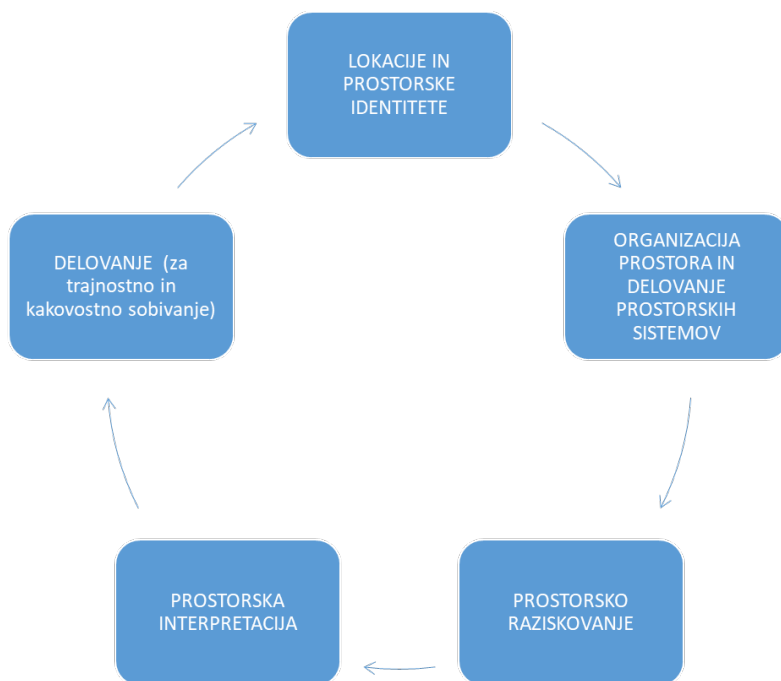 LOKACIJE IN
PROSTORSKE
IDENTITETE
ORGANIZACIJA
PROSTORA IN
DELOVANJE
PROSTORSKIH
SISTEMOV
PROSTORSKO
RAZISKOVANJE
PROSTORSKA
INTERPRETACIJA
DELOVANJE (za
trajnostno in
kakovostno sobivanje)